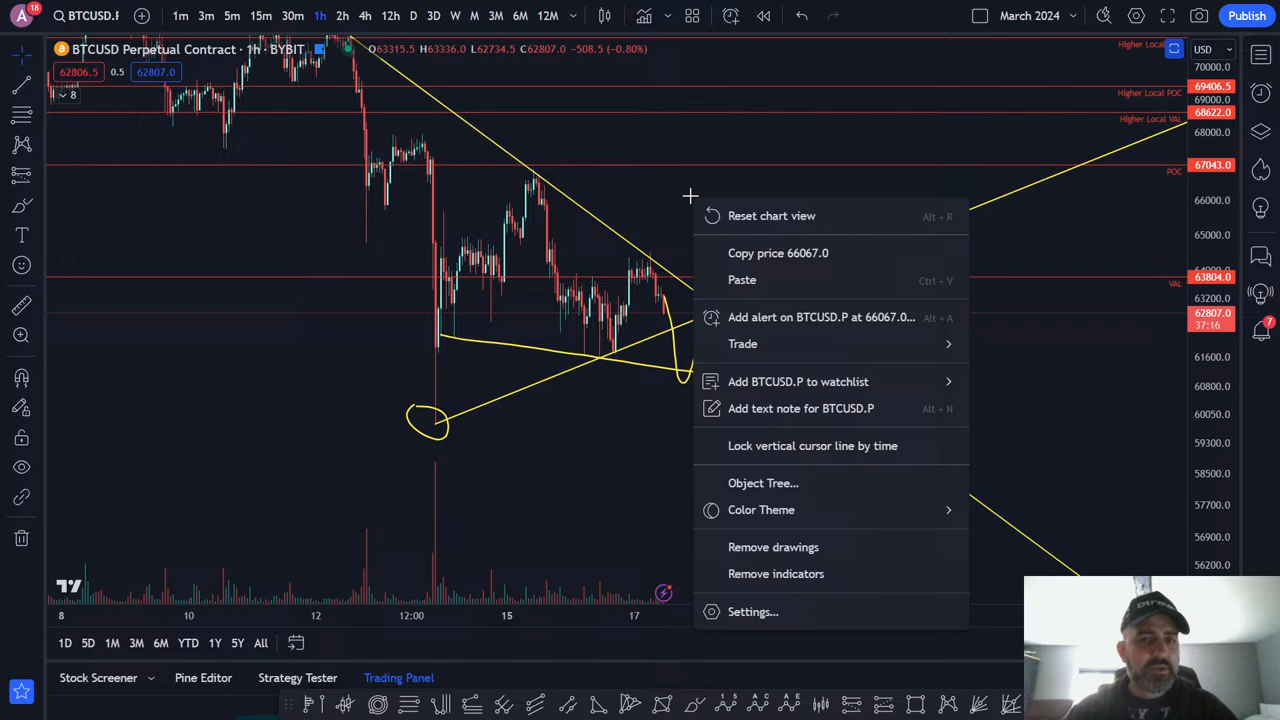 A
18
BTCUSD.P
1m 3m 5m 15m 30m 1h 2h 4h 12h D 3D W M 3M 6M 12M
March 2024
Publish
BTCUSD Perpetual Contract · 1h · BYBIT
O63315.5 H63336.0 L62734.5 C62807.0 −508.5 (−0.80%)
62806.5 0.5 62807.0
8
USD
Higher Local
70000.0
69406.5
Higher Local POC
69000.0
68622.0
Higher Local VAL
68000.0
67043.0
POC
66000.0
65000.0
63804.0
VAL
63200.0
62807.0
37:16
61600.0
60800.0
60050.0
59300.0
58500.0
57700.0
56900.0
56200.0
Reset chart view Alt + R
Copy price 66067.0
Paste Ctrl + V
Add alert on BTCUSD.P at 66067.0... Alt + A
Trade
Add BTCUSD.P to watchlist
Add text note for BTCUSD.P Alt + N
Lock vertical cursor line by time
Object Tree...
Color Theme
Remove drawings
Remove indicators
Settings...
7
8 10 12 12:00 15 17
1D 5D 1M 3M 6M YTD 1Y 5Y All
Stock Screener Pine Editor Strategy Tester Trading Panel